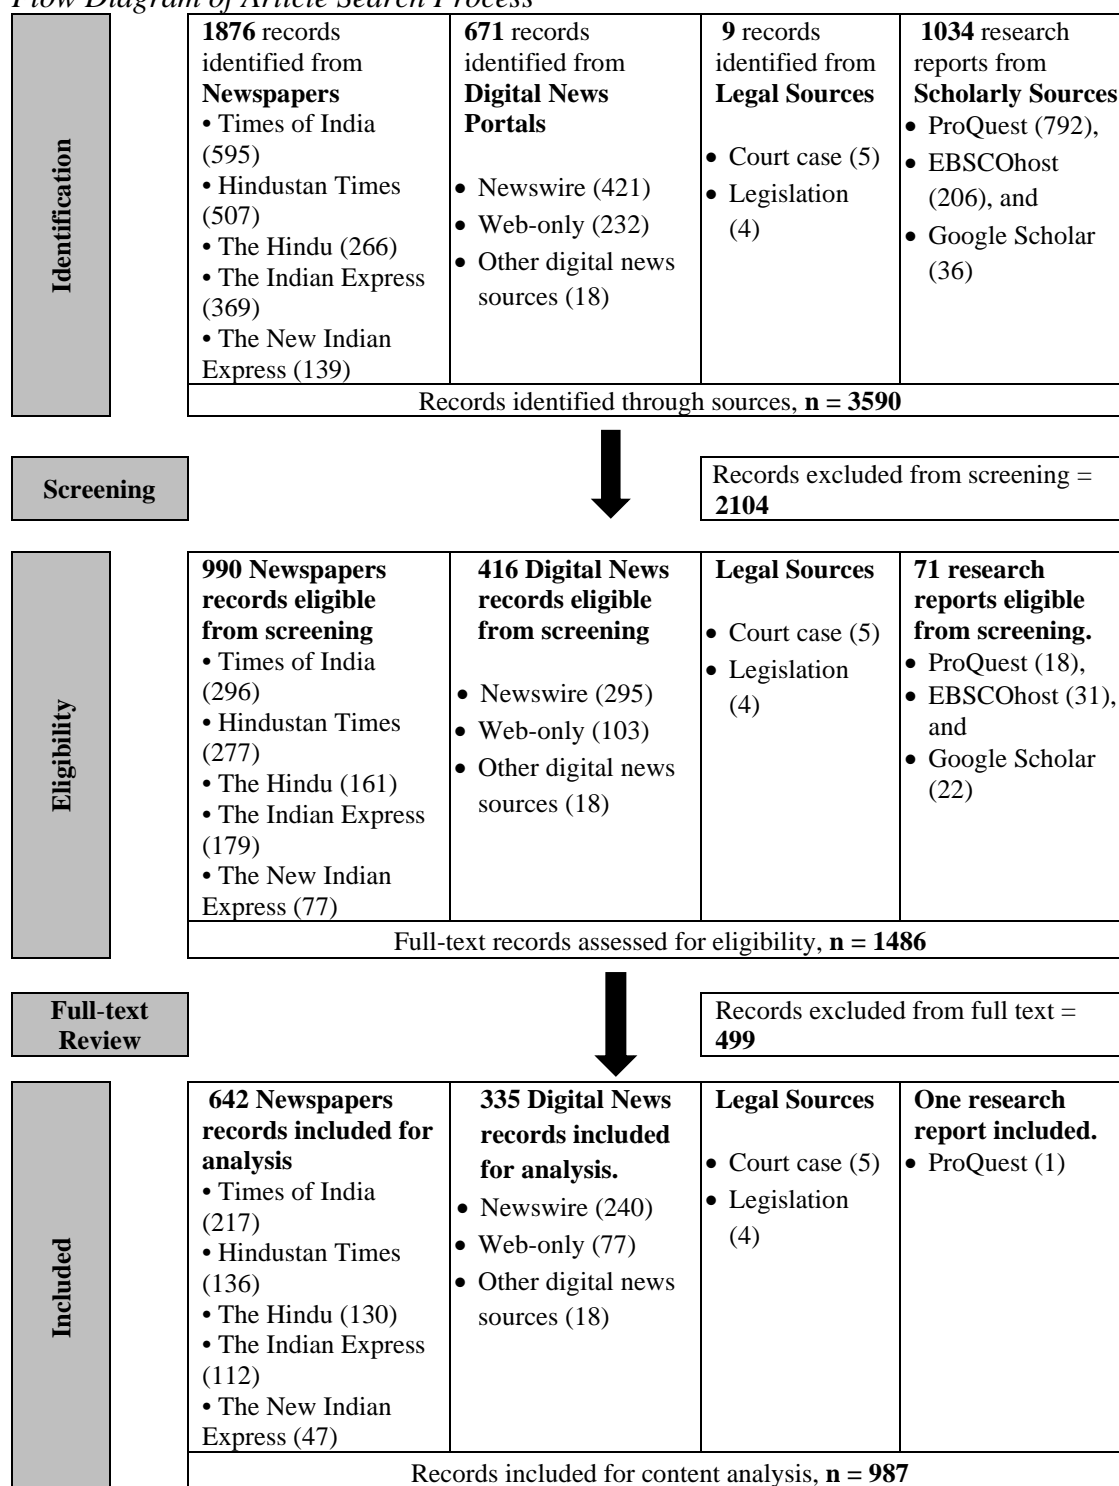 Flow Diagram of Article Search Process
Identification
1876 records
identified from
Newspapers
• Times of India
(595)
• Hindustan Times
(507)
• The Hindu (266)
• The Indian Express
(369)
• The New Indian
Express (139)
671 records
identified from
Digital News
Portals
• Newswire (421)
• Web-only (232)
• Other digital news
sources (18)
9 records
identified from
Legal Sources
• Court case (5)
• Legislation
(4)
1034 research
reports from
Scholarly Sources
• ProQuest (792),
• EBSCOhost
(206), and
• Google Scholar
(36)
Records identified through sources, n = 3590
Screening
Records excluded from screening =
2104
Eligibility
990 Newspapers
records eligible
from screening
• Times of India
(296)
• Hindustan Times
(277)
• The Hindu (161)
• The Indian Express
(179)
• The New Indian
Express (77)
416 Digital News
records eligible
from screening
• Newswire (295)
• Web-only (103)
• Other digital news
sources (18)
Legal Sources
• Court case (5)
• Legislation
(4)
71 research
reports eligible
from screening.
• ProQuest (18),
• EBSCOhost (31),
and
• Google Scholar
(22)
Full-text records assessed for eligibility, n = 1486
Full-text
Review
Records excluded from full text =
499
Included
642 Newspapers
records included for
analysis
• Times of India
(217)
• Hindustan Times
(136)
• The Hindu (130)
• The Indian Express
(112)
• The New Indian
Express (47)
335 Digital News
records included
for analysis.
• Newswire (240)
• Web-only (77)
• Other digital news
sources (18)
Legal Sources
• Court case (5)
• Legislation
(4)
One research
report included.
• ProQuest (1)
Records included for content analysis, n = 987